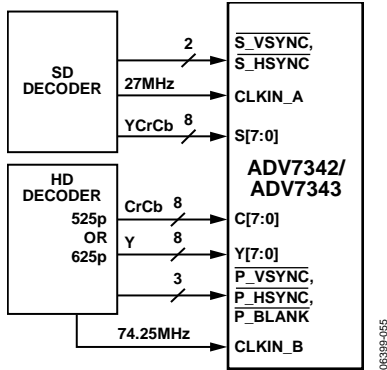 SD
DECODER
2
S_VSYNC,
S_HSYNC
27MHz
CLKIN_A
YCrCb 8
S[7:0]
ADV7342/
ADV7343
HD
DECODER
525p
OR
625p
CrCb 8
C[7:0]
Y 8
Y[7:0]
3
P_VSYNC,
P_HSYNC,
P_BLANK
74.25MHz
CLKIN_B
06399-055